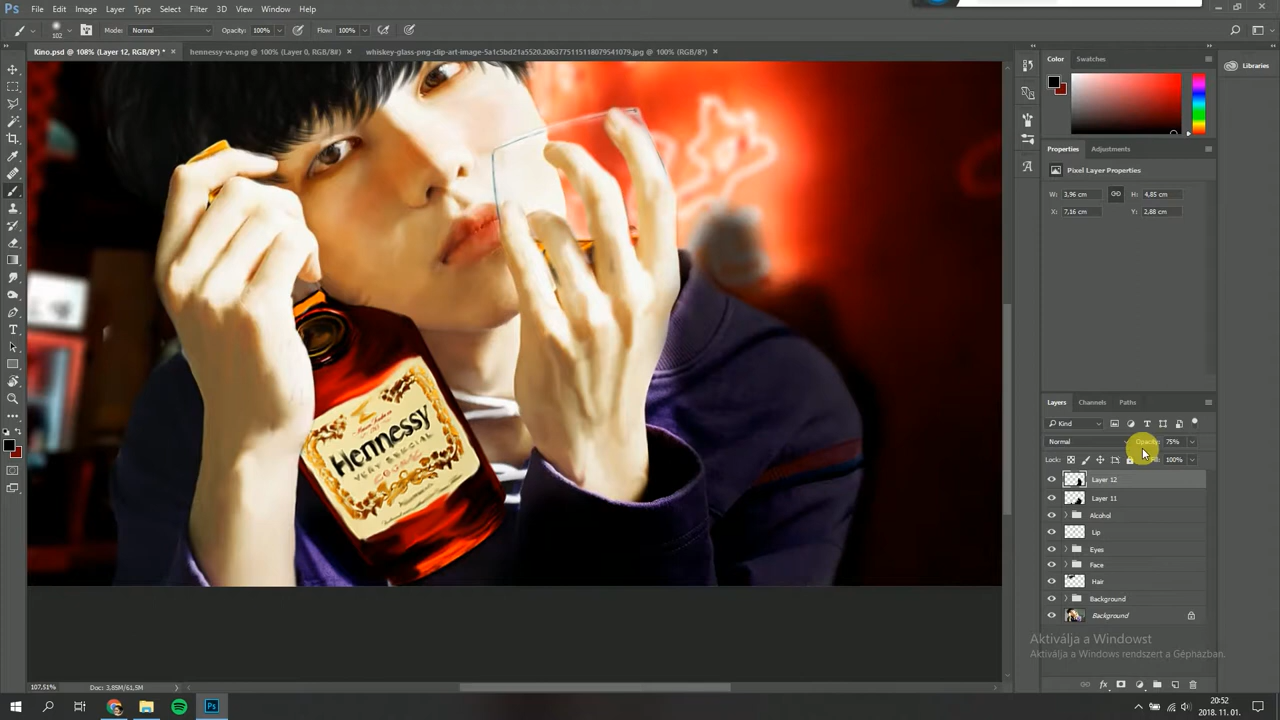 Ps File Edit Image Layer Type Select Filter 3D View Window Help
102 Mode: Normal Opacity: 100% Flow: 100%
Kino.psd @ 108% (Layer 12, RGB/8*) * × hennessy-vs.png @ 100% (Layer 0, RGB/8#) × whiskey-glass-png-clip-art-image-5a1c5bd21a5520.2063775115118079541079.jpg @ 100% (RGB/8*) ×
Color Swatches
Libraries
Properties Adjustments
Pixel Layer Properties
W: 3,96 cm H: 4,85 cm
X: 7,16 cm Y: 2,88 cm
Hennessy
Layers Channels Paths
Kind
Normal Opacity: 75%
Lock: Fill: 100%
Layer 12
Layer 11
Alcohol
Lip
Eyes
Face
Hair
Background
Background
Aktiválja a Windowst
Aktiválja a Windows rendszert a Gépházban.
107,51% Doc: 3,85M/61,5M
20:52
2018. 11. 01.